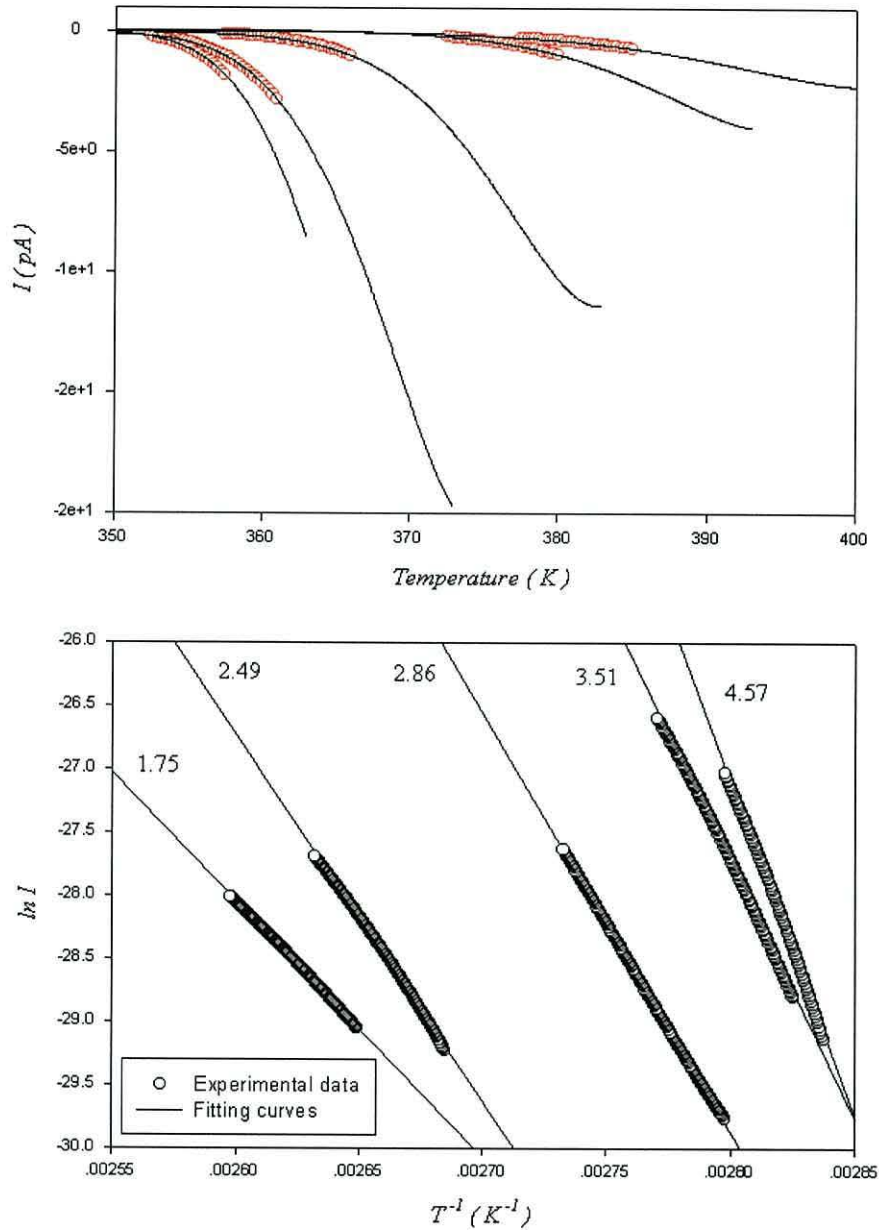 0
-5e+0
-1e+1
-2e+1
-2e+1
I (pA)
350 360 370 380 390 400
Temperature (K)
-26.0
-26.5
-27.0
-27.5
-28.0
-28.5
-29.0
-29.5
-30.0
ln I
1.75
2.49
2.86
3.51
4.57
Experimental data
Fitting curves
.00255 .00260 .00265 .00270 .00275 .00280 .00285
T⁻¹ (K⁻¹)